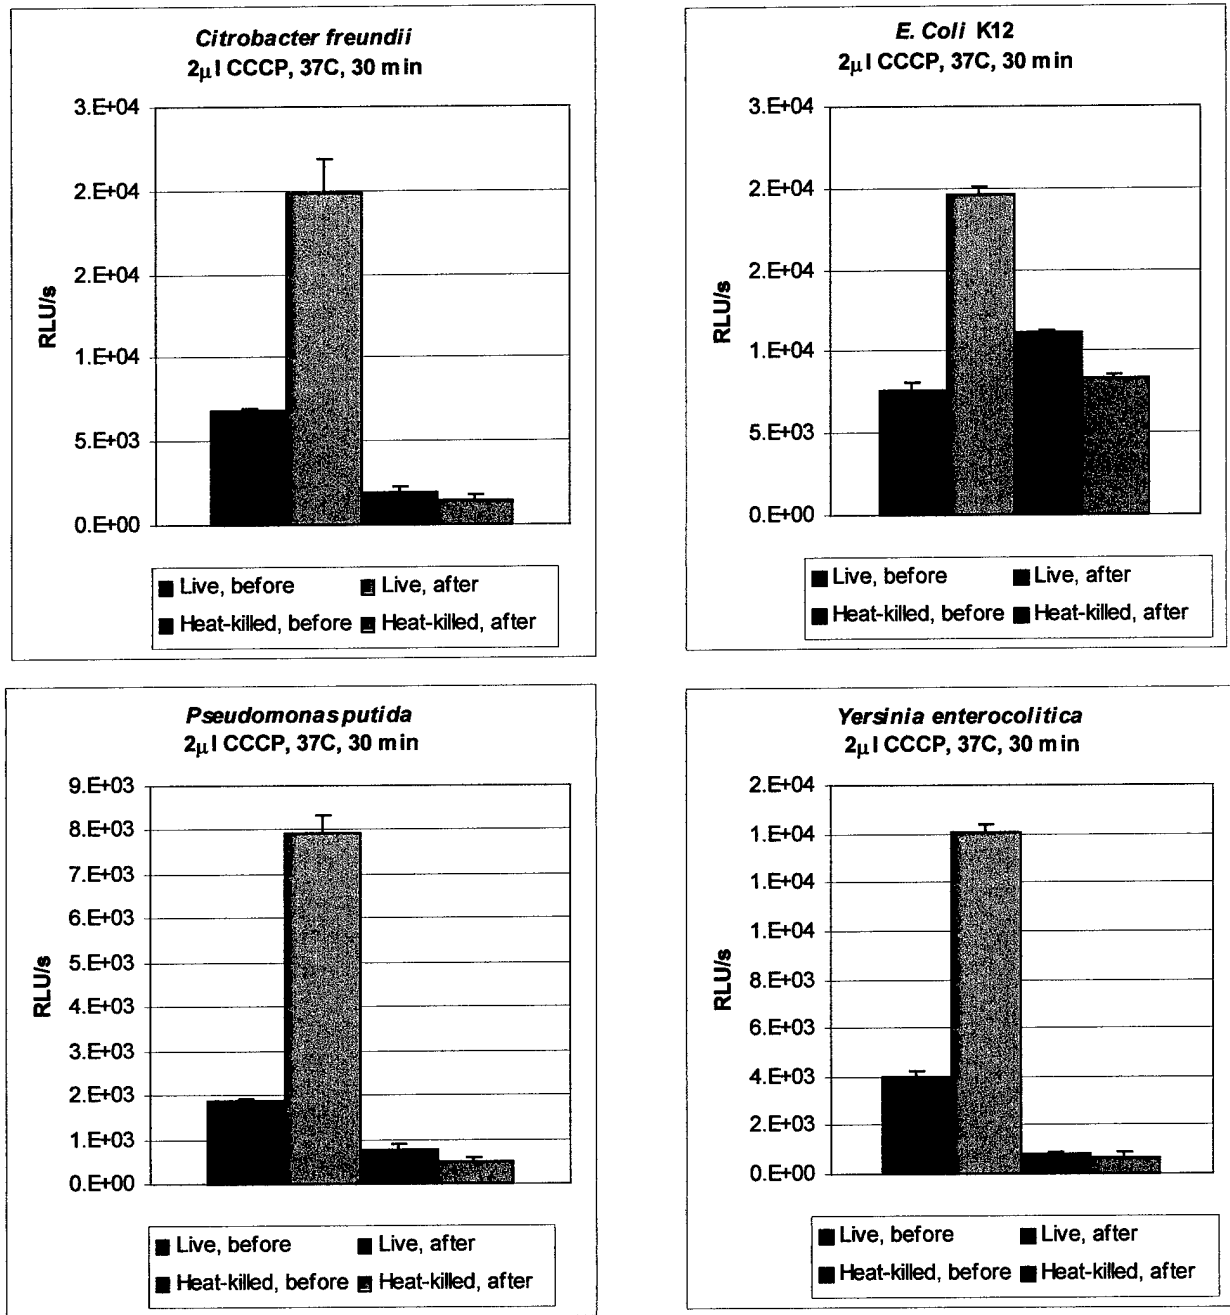 Citrobacter freundii
2μl CCCP, 37C, 30 min
3.E+04
2.E+04
2.E+04
1.E+04
5.E+03
0.E+00
RLU/s
Live, before Live, after
Heat-killed, before Heat-killed, after
E. Coli K12
2μl CCCP, 37C, 30 min
3.E+04
2.E+04
2.E+04
1.E+04
5.E+03
0.E+00
RLU/s
Live, before Live, after
Heat-killed, before Heat-killed, after
Pseudomonas putida
2μl CCCP, 37C, 30 min
9.E+03
8.E+03
7.E+03
6.E+03
5.E+03
4.E+03
3.E+03
2.E+03
1.E+03
0.E+00
RLU/s
Live, before Live, after
Heat-killed, before Heat-killed, after
Yersinia enterocolitica
2μl CCCP, 37C, 30 min
2.E+04
1.E+04
1.E+04
1.E+04
8.E+03
6.E+03
4.E+03
2.E+03
0.E+00
RLU/s
Live, before Live, after
Heat-killed, before Heat-killed, after